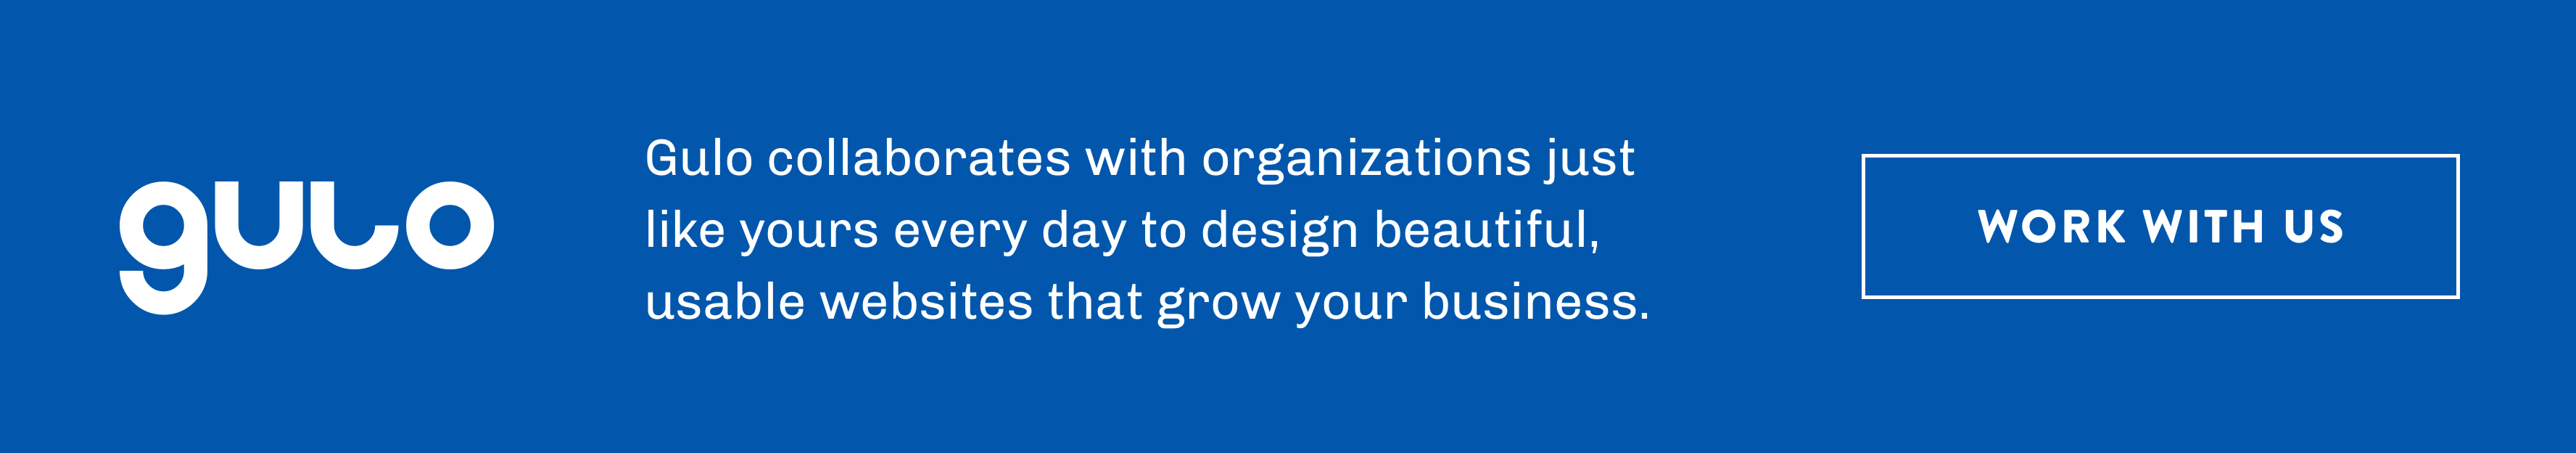 gulo
Gulo collaborates with organizations just
like yours every day to design beautiful,
usable websites that grow your business.
WORK WITH US